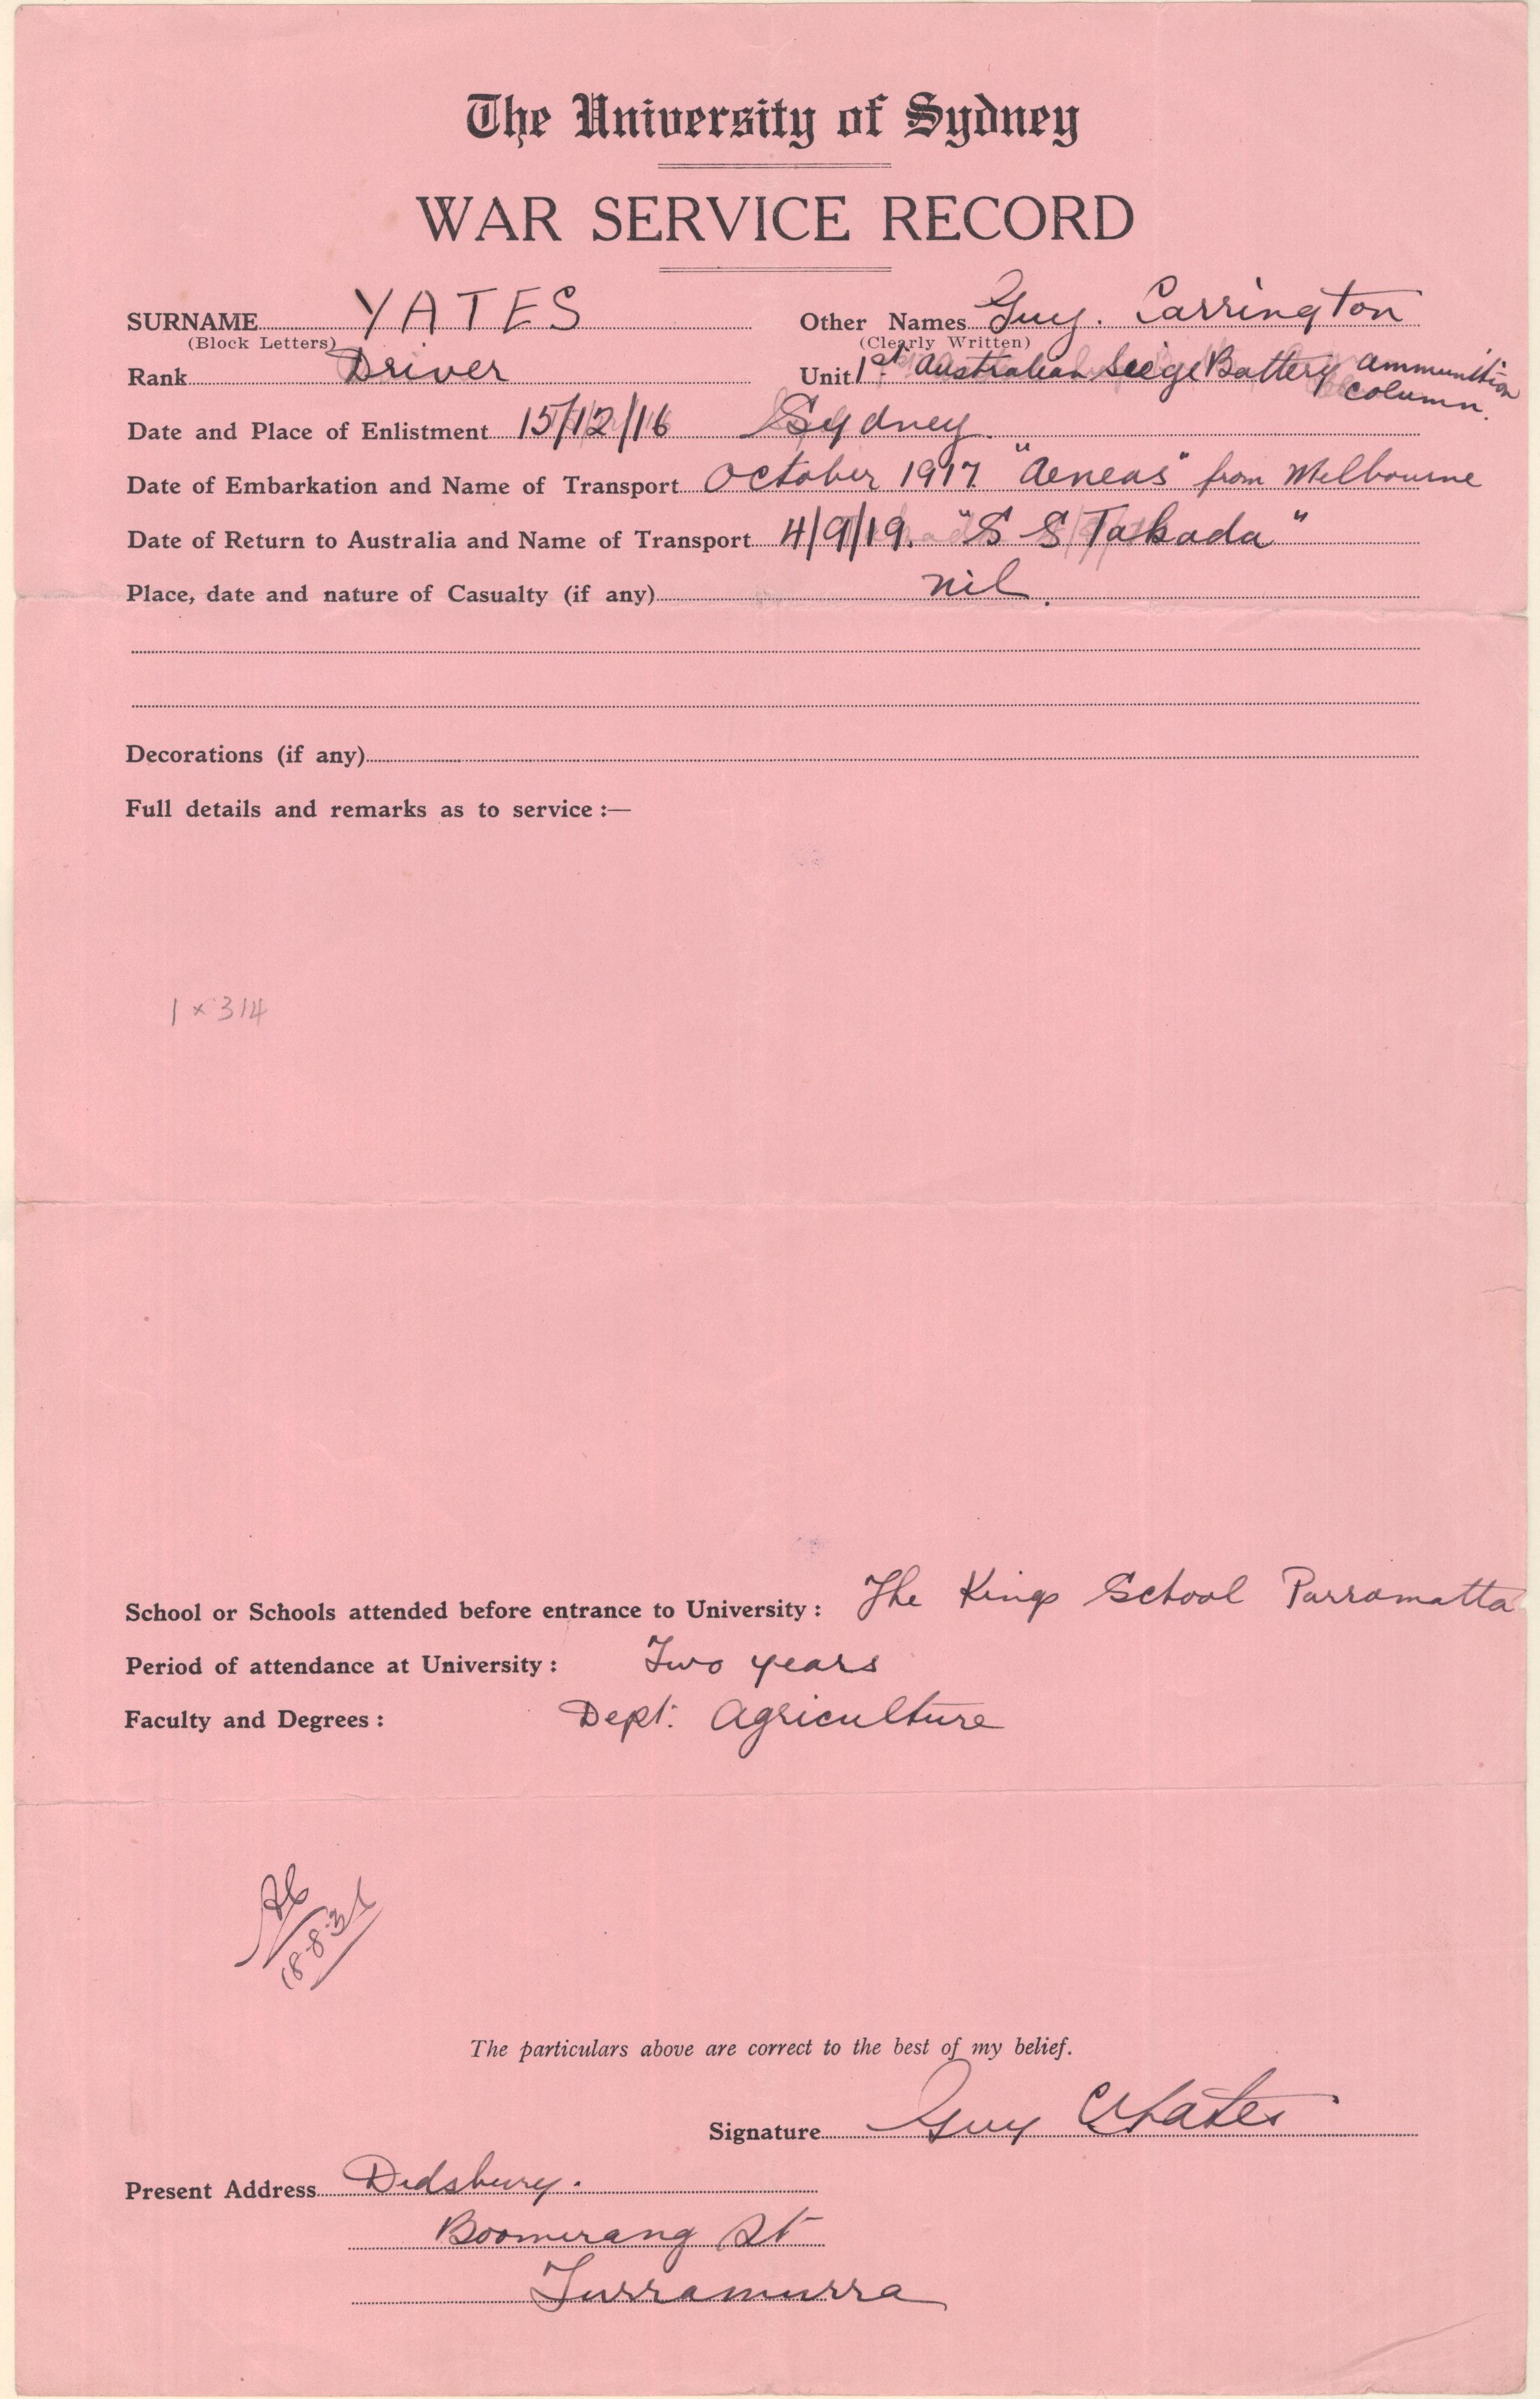 The University of Sydney
WAR SERVICE RECORD
SURNAME YATES Other Names Guy. Carrington
(Block Letters) (Clearly Written)
Rank Driver Unit 1st Australian Seige Battery ammunition column.
Date and Place of Enlistment 15/12/16 Sydney.
Date of Embarkation and Name of Transport October 1917 "Aeneas" from Melbourne
Date of Return to Australia and Name of Transport 4/9/19. "S S Takada"
Place, date and nature of Casualty (if any) nil.
Decorations (if any)
Full details and remarks as to service :—
1 x 314
School or Schools attended before entrance to University : The Kings School Parramatta
Period of attendance at University : Two years
Faculty and Degrees : Dept. Agriculture
The particulars above are correct to the best of my belief.
Signature Guy C Yates
Present Address Didsbury.
Boomerang St
Turramurra